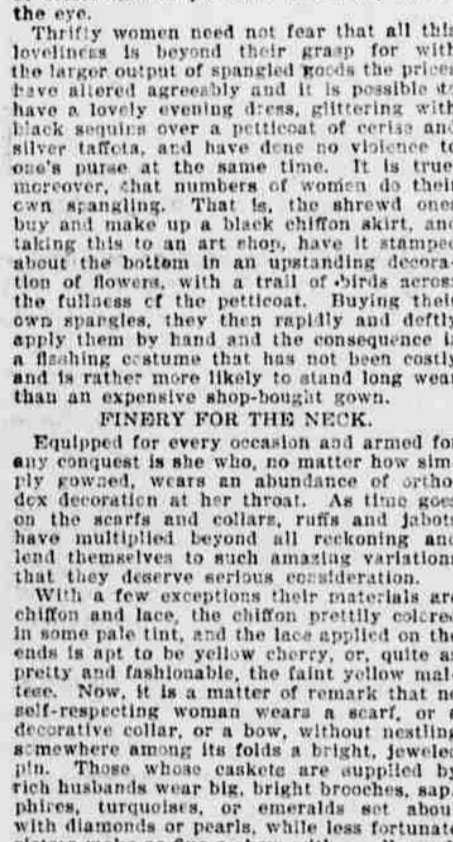 the eye.
Thrifty women need not fear that all this
loveliness is beyond their grasp for with
the larger output of spangled goods the prices
have altered agreeably and it is possible to
have a lovely evening dress, glittering with
black sequins over a petticoat of cerise and
silver taffeta, and have done no violence to
one's purse at the same time. It is true,
moreover, that numbers of women do their
own spangling. That is, the shrewd ones
buy and make up a black chiffon skirt, and
taking this to an art shop, have it stamped
about the bottom in an upstanding decora-
tion of flowers, with a trail of birds across
the fullness of the petticoat. Buying their
own spangles, they then rapidly and deftly
apply them by hand and the consequence is
a flashing costume that has not been costly
and is rather more likely to stand long wear
than an expensive shop-bought gown.
FINERY FOR THE NECK.
Equipped for every occasion and armed for
any conquest is she who, no matter how sim-
ply gowned, wears an abundance of ortho-
dox decoration at her throat. As time goes
on the scarfs and collars, ruffs and jabots
have multiplied beyond all reckoning and
lend themselves to such amazing variations
that they deserve serious consideration.
With a few exceptions their materials are
chiffon and lace, the chiffon prettily colored
in some pale tint, and the lace applied on the
ends is apt to be yellow cherry, or, quite as
pretty and fashionable, the faint yellow mal-
tese. Now, it is a matter of remark that no
self-respecting woman wears a scarf, or a
decorative collar, or a bow, without nestling
somewhere among its folds a bright, jeweled
pin. Those whose caskets are supplied by
rich husbands wear big, bright brooches, sap-
phires, turquoises, or emeralds set about
with diamonds or pearls, while less fortunate